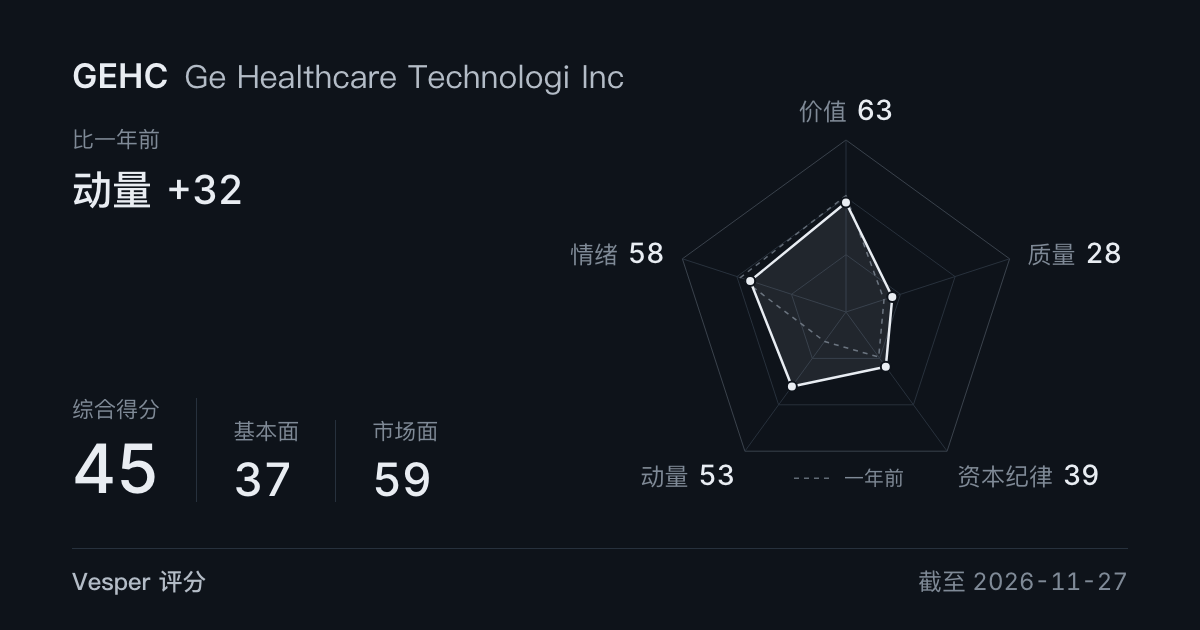 GEHC Ge Healthcare Technologi Inc
比一年前
动量 +32
价值 63
情绪 58
质量 28
动量 53
一年前
资本纪律 39
综合得分
45
基本面
37
市场面
59
Vesper 评分
截至 2026-11-27